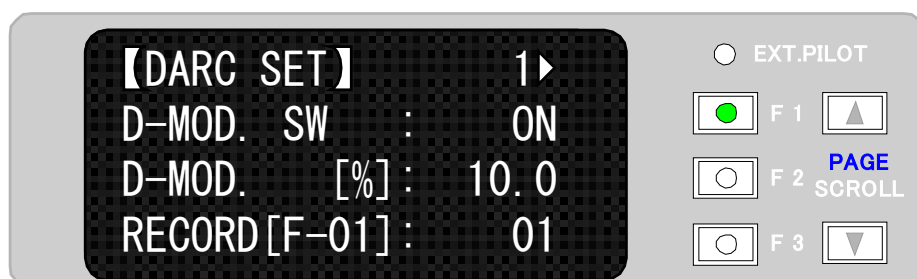 【DARC SET】 1▶
D-MOD. SW : ON
D-MOD. [%]: 10.0
RECORD[F-01]: 01
EXT.PILOT
F 1
F 2
PAGE
SCROLL
F 3